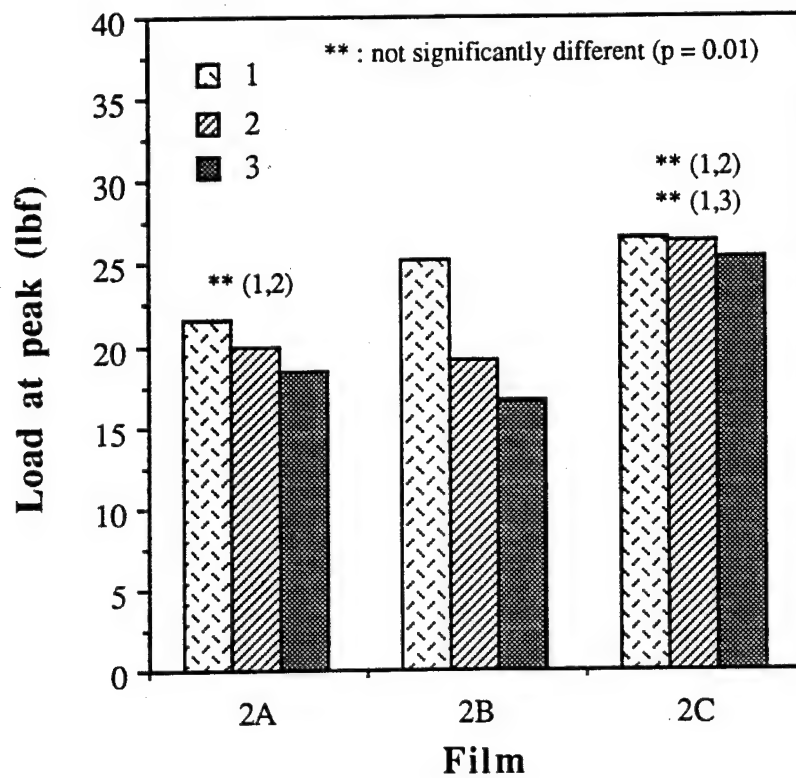 40
35
30
25
20
15
10
5
0
Load at peak (lbf)
** : not significantly different (p = 0.01)
1
2
3
** (1,2)
** (1,2)
** (1,3)
2A
2B
2C
Film